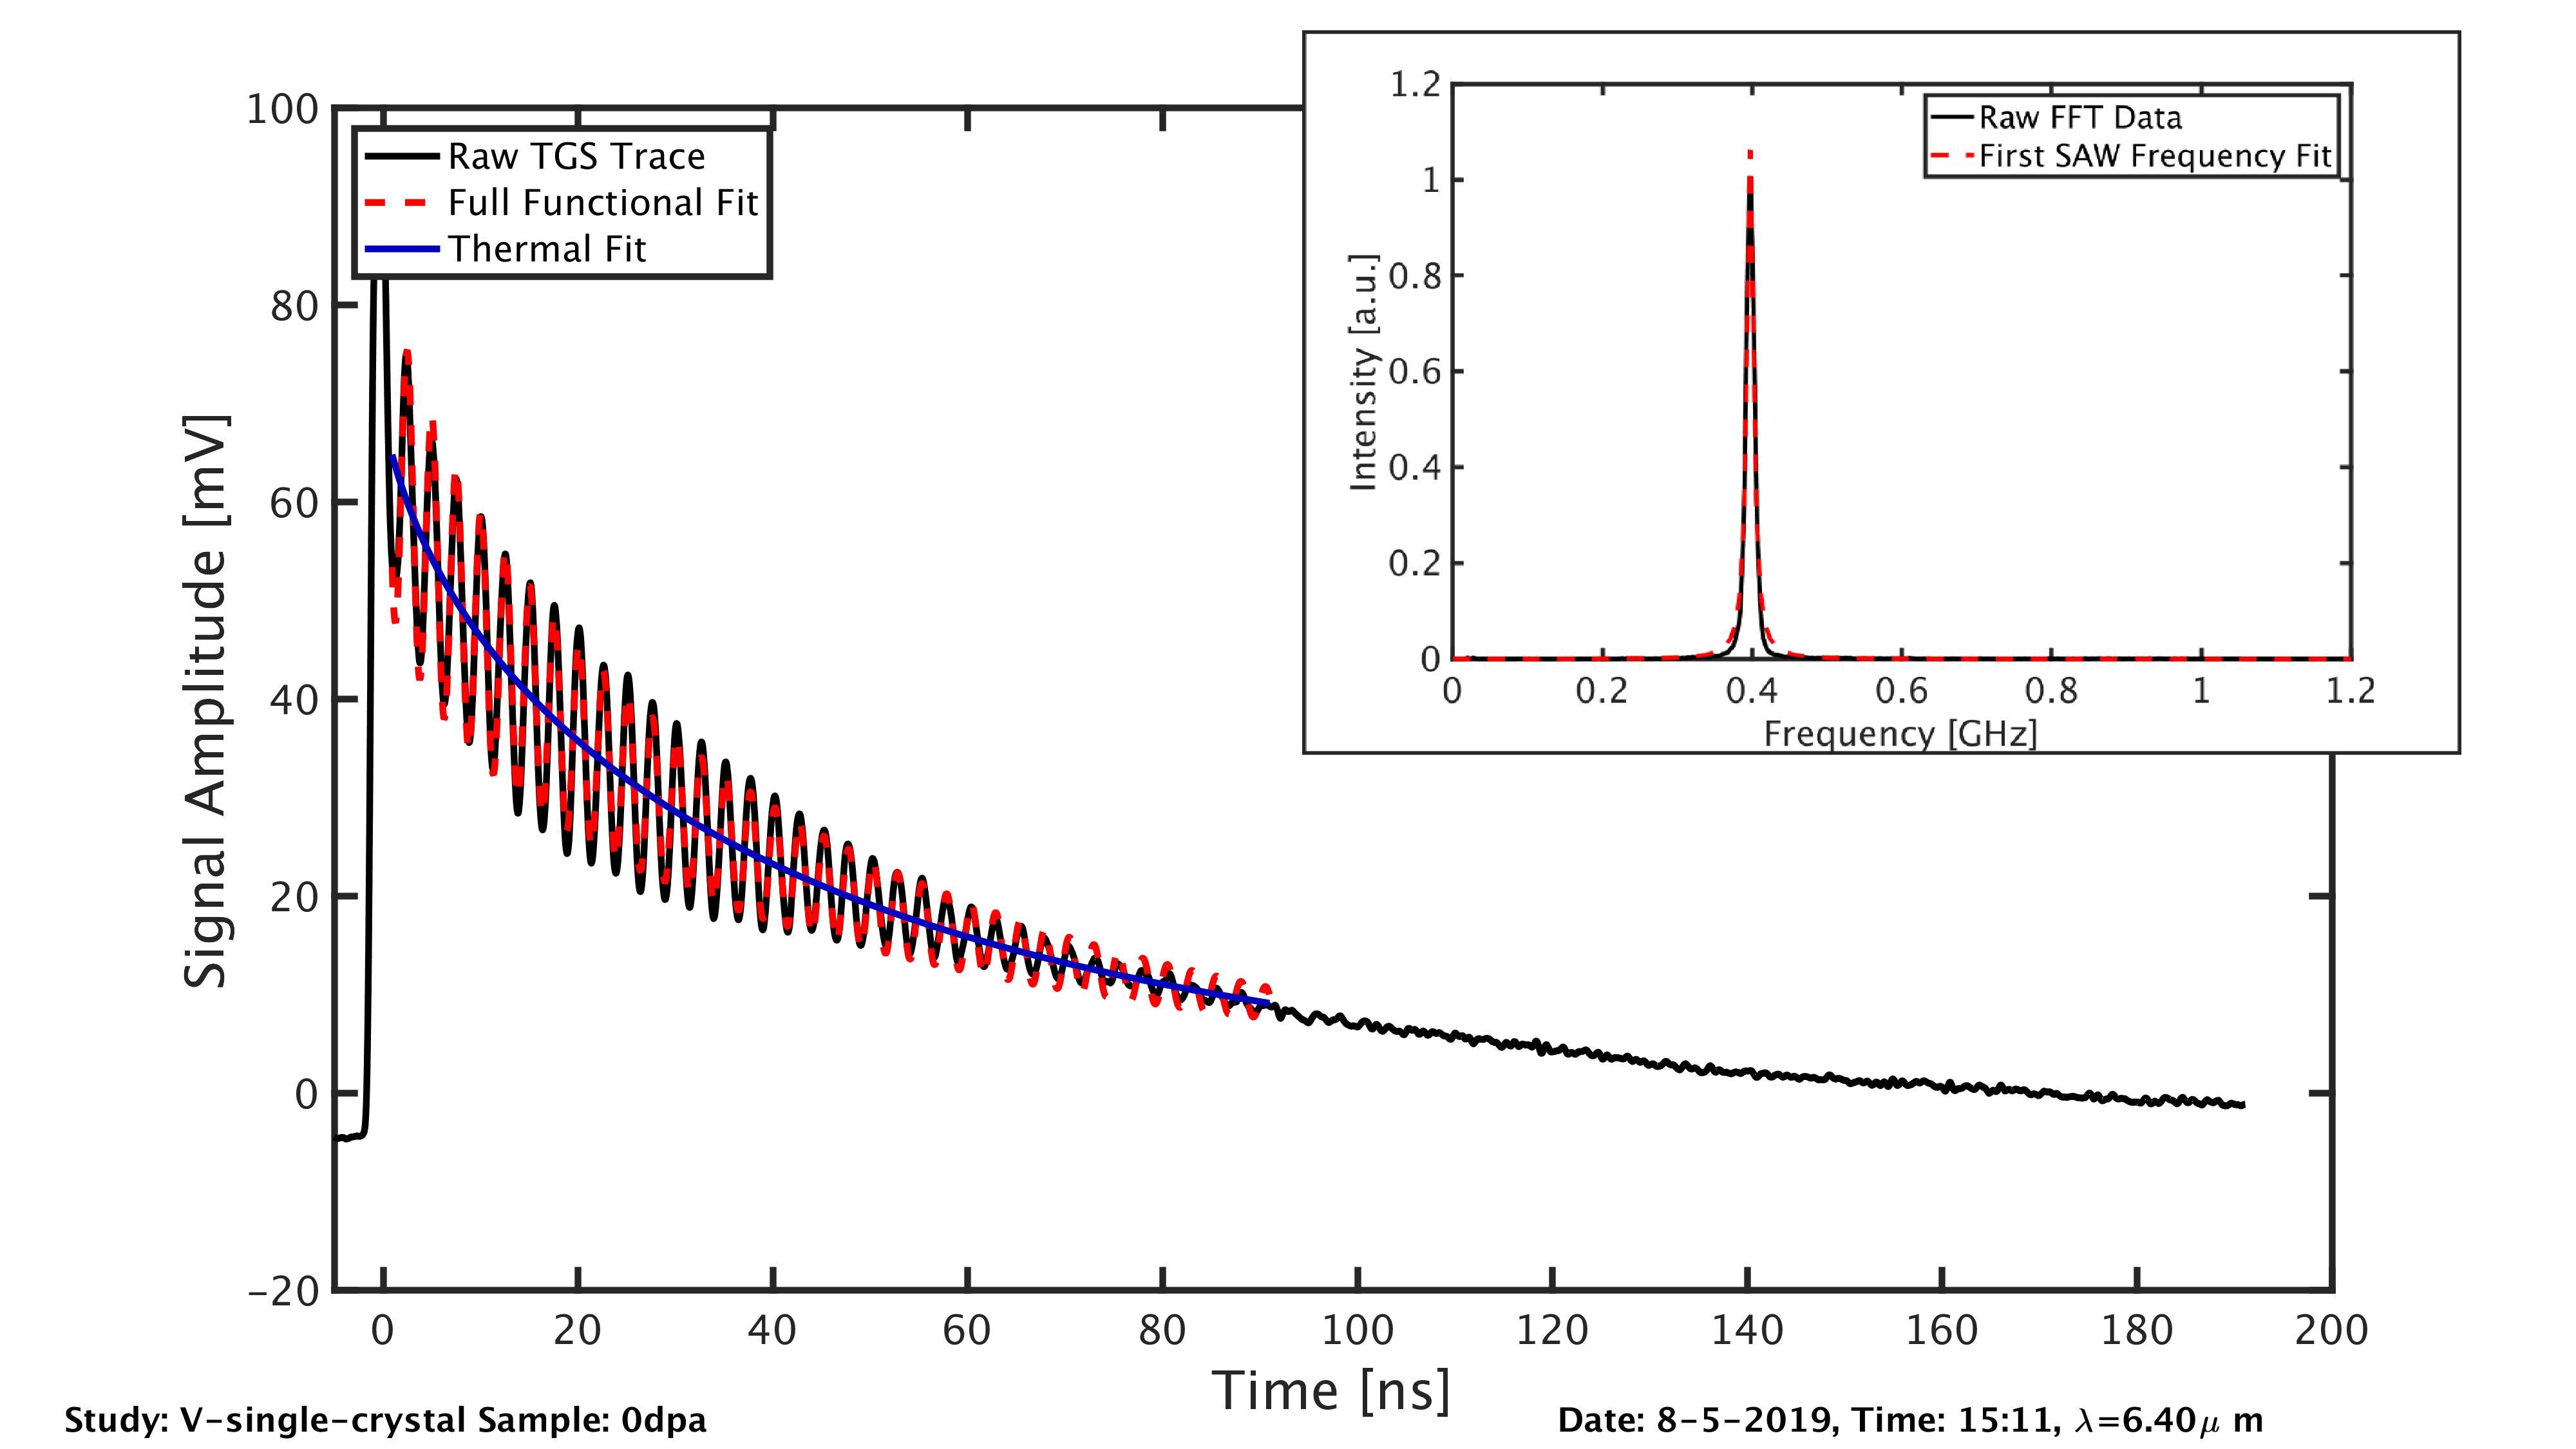 1.2
1
0.8
0.6
0.4
0.2
0
Intensity [a.u.]
Raw FFT Data
First SAW Frequency Fit
0 0.2 0.4 0.6 0.8 1 1.2
Frequency [GHz]
100
80
60
40
20
0
−20
Signal Amplitude [mV]
Raw TGS Trace
Full Functional Fit
Thermal Fit
0 20 40 60 80 100 120 140 160 180 200
Time [ns]
Study: V−single−crystal Sample: 0dpa
Date: 8−5−2019, Time: 15:11, λ=6.40μ m